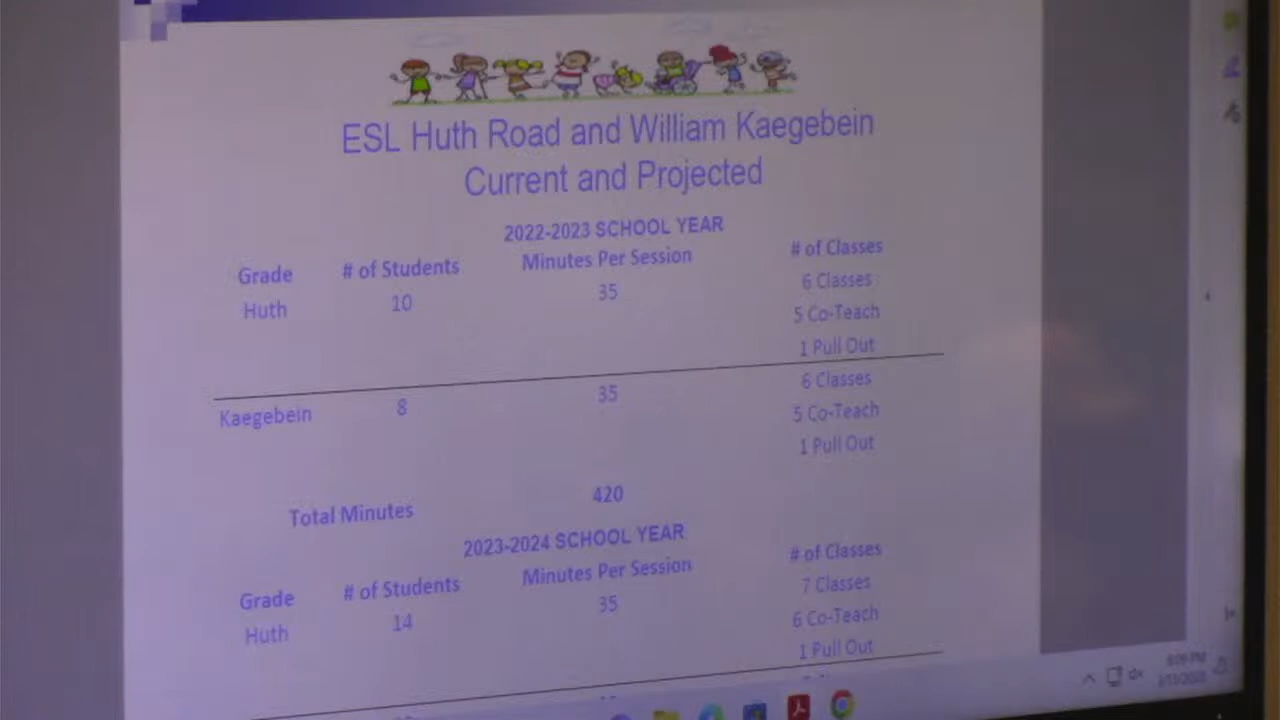 ESL Huth Road and William Kaegebein
Current and Projected
2022-2023 SCHOOL YEAR
Grade # of Students Minutes Per Session # of Classes
Huth 10 35 6 Classes
5 Co-Teach
1 Pull Out
Kaegebein 8 35 6 Classes
5 Co-Teach
1 Pull Out
Total Minutes 420
2023-2024 SCHOOL YEAR
Grade # of Students Minutes Per Session # of Classes
Huth 14 35 7 Classes
6 Co-Teach
1 Pull Out